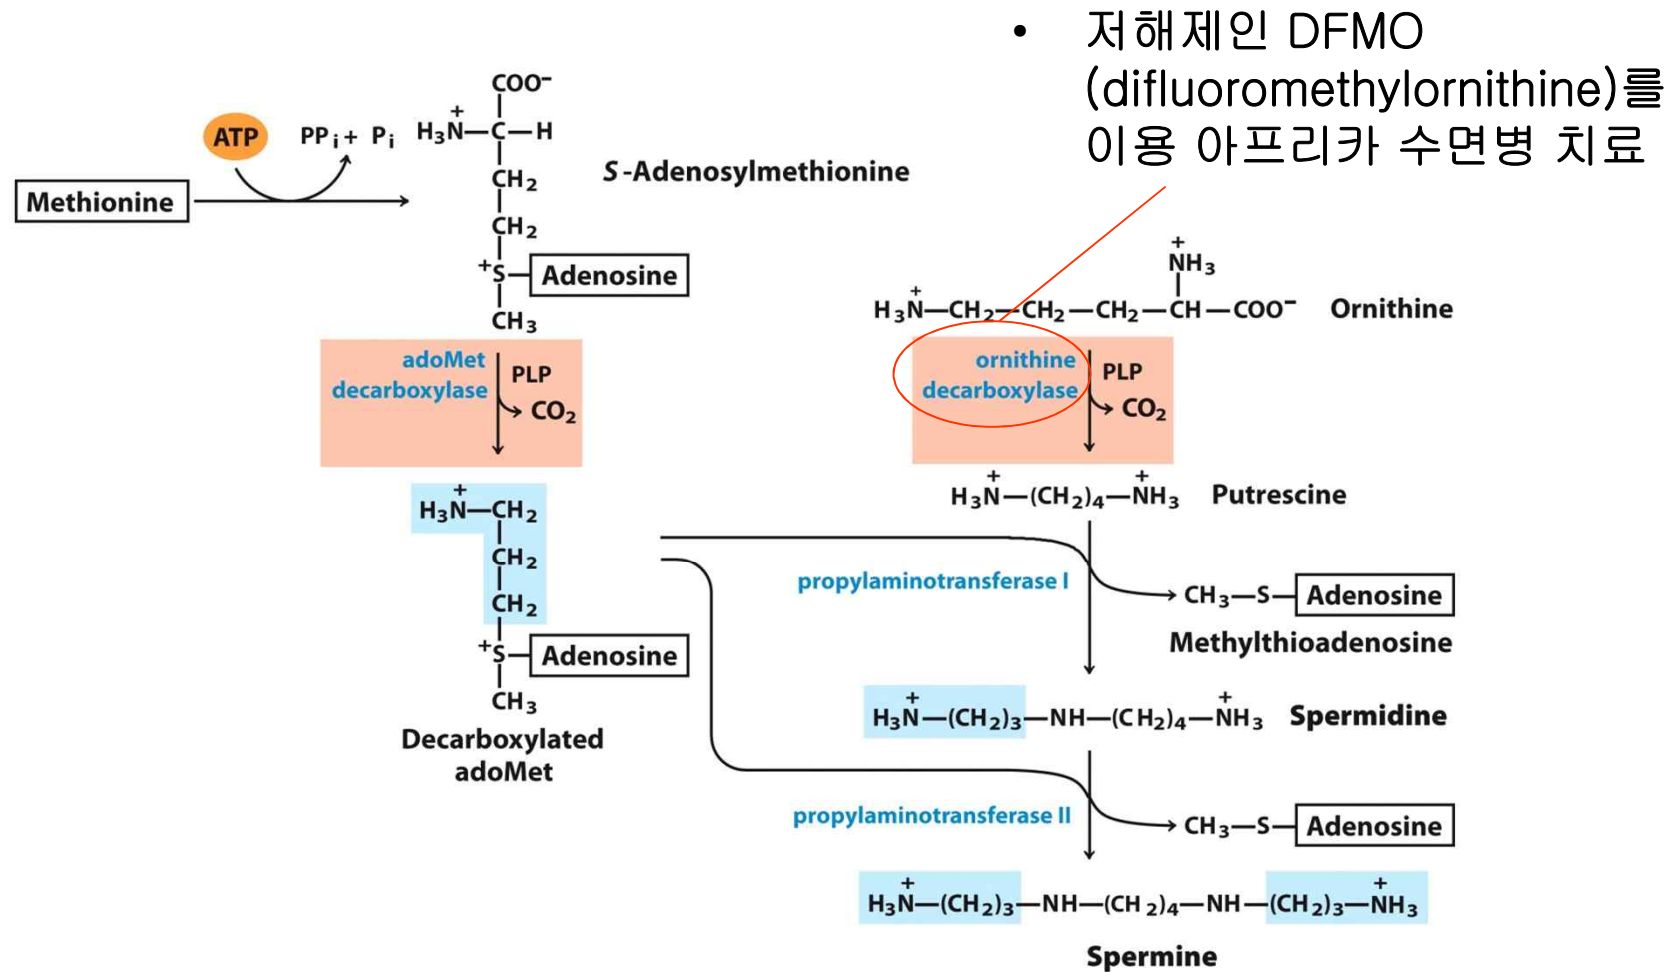 • 저해제인 DFMO
(difluoromethylornithine)를
이용 아프리카 수면병 치료
Methionine
ATP
PPi + Pi
COO⁻
H₃N⁺—C—H
CH₂
CH₂
⁺S—Adenosine
CH₃
S-Adenosylmethionine
adoMet
decarboxylase
PLP
CO₂
H₃N⁺—CH₂
CH₂
CH₂
⁺S—Adenosine
CH₃
Decarboxylated
adoMet
⁺NH₃
H₃N⁺—CH₂—CH₂—CH₂—CH—COO⁻ Ornithine
ornithine
decarboxylase
PLP
CO₂
H₃N⁺—(CH₂)₄—⁺NH₃ Putrescine
propylaminotransferase I
CH₃—S—Adenosine
Methylthioadenosine
H₃N⁺—(CH₂)₃—NH—(CH₂)₄—⁺NH₃ Spermidine
propylaminotransferase II
CH₃—S—Adenosine
H₃N⁺—(CH₂)₃—NH—(CH₂)₄—NH—(CH₂)₃—⁺NH₃
Spermine